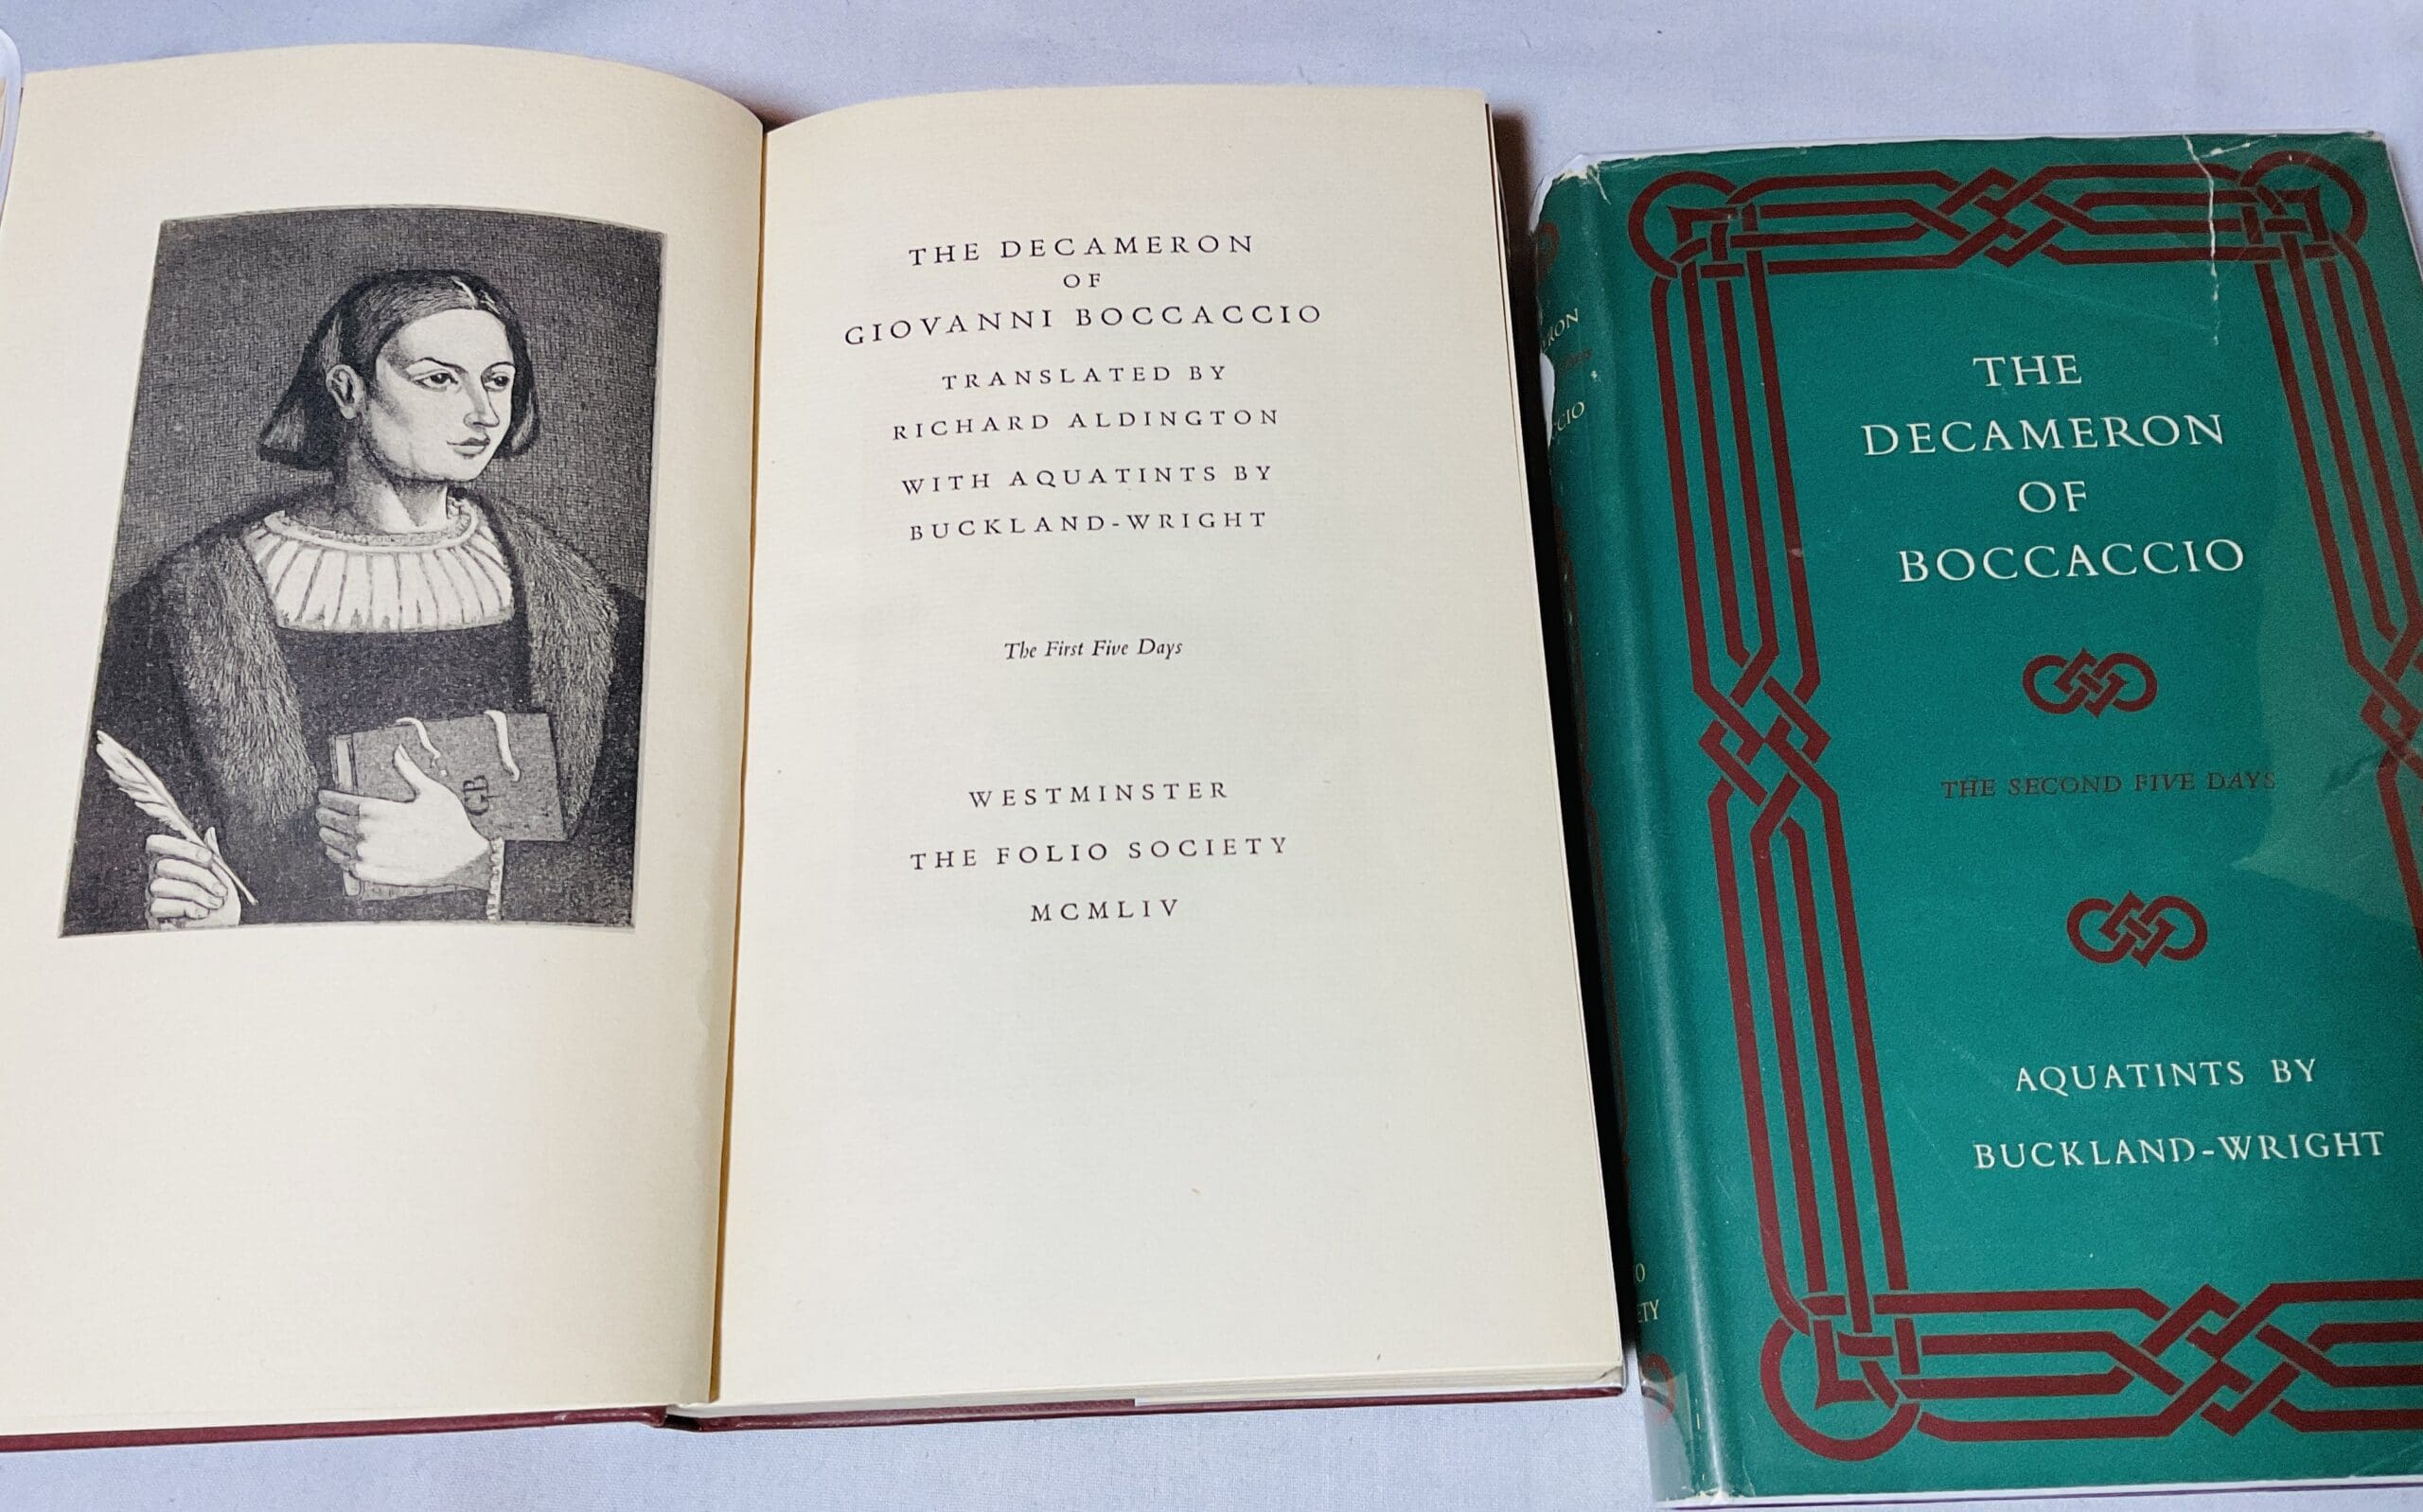 THE DECAMERON
OF
GIOVANNI BOCCACCIO
TRANSLATED BY
RICHARD ALDINGTON
WITH AQUATINTS BY
BUCKLAND-WRIGHT
The First Five Days
WESTMINSTER
THE FOLIO SOCIETY
MCMLIV
GB
THE
DECAMERON
OF
BOCCACCIO
THE SECOND FIVE DAYS
AQUATINTS BY
BUCKLAND-WRIGHT